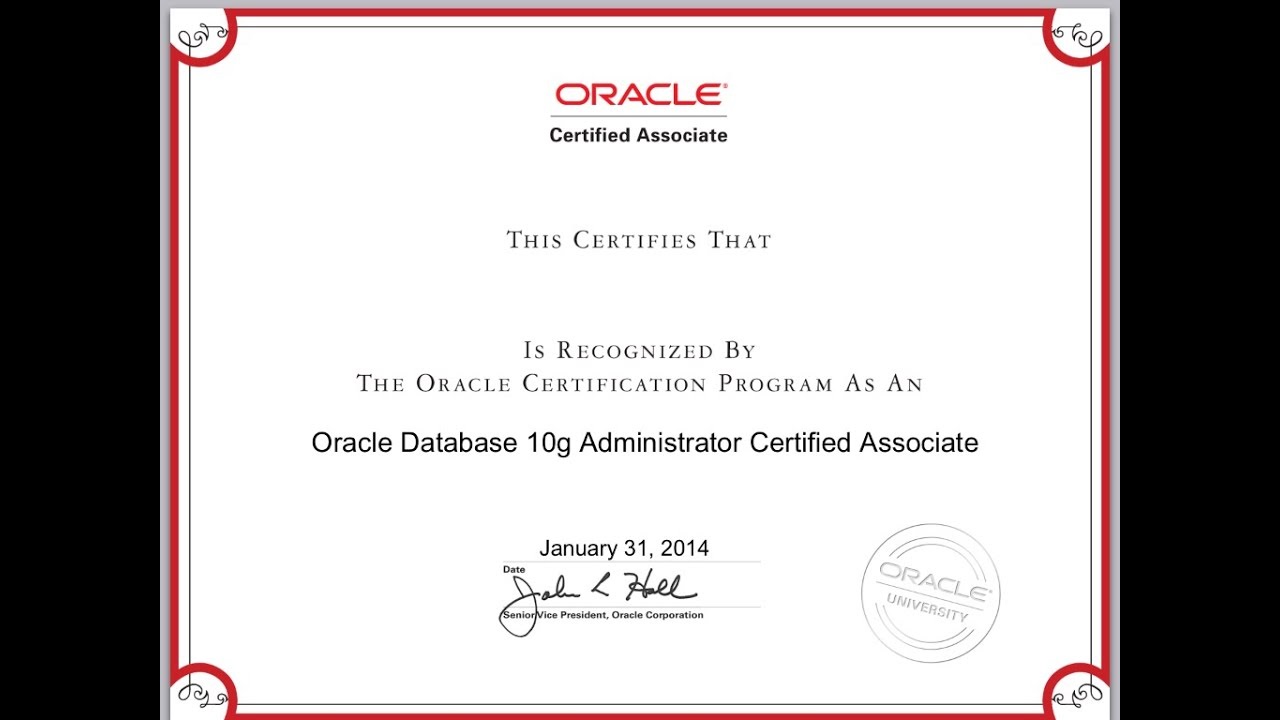 ORACLE®
Certified Associate
THIS CERTIFIES THAT
IS RECOGNIZED BY
THE ORACLE CERTIFICATION PROGRAM AS AN
Oracle Database 10g Administrator Certified Associate
January 31, 2014
Date
John L Hall
Senior Vice President, Oracle Corporation
ORACLE®
UNIVERSITY